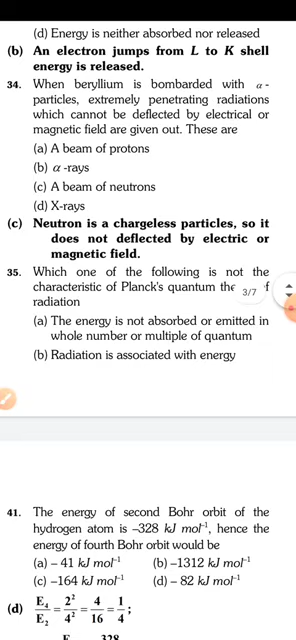 (d) Energy is neither absorbed nor released
(b) An electron jumps from L to K shell
energy is released.
34. When beryllium is bombarded with α-
particles, extremely penetrating radiations
which cannot be deflected by electrical or
magnetic field are given out. These are
(a) A beam of protons
(b) α-rays
(c) A beam of neutrons
(d) X-rays
(c) Neutron is a chargeless particles, so it
does not deflected by electric or
magnetic field.
35. Which one of the following is not the
characteristic of Planck's quantum the f
3/7
radiation
(a) The energy is not absorbed or emitted in
whole number or multiple of quantum
(b) Radiation is associated with energy
41. The energy of second Bohr orbit of the
hydrogen atom is –328 kJ mol⁻¹, hence the
energy of fourth Bohr orbit would be
(a) – 41 kJ mol⁻¹ (b) –1312 kJ mol⁻¹
(c) –164 kJ mol⁻¹ (d) – 82 kJ mol⁻¹
(d) E₄/E₂ = 2²/4² = 4/16 = 1/4 ;